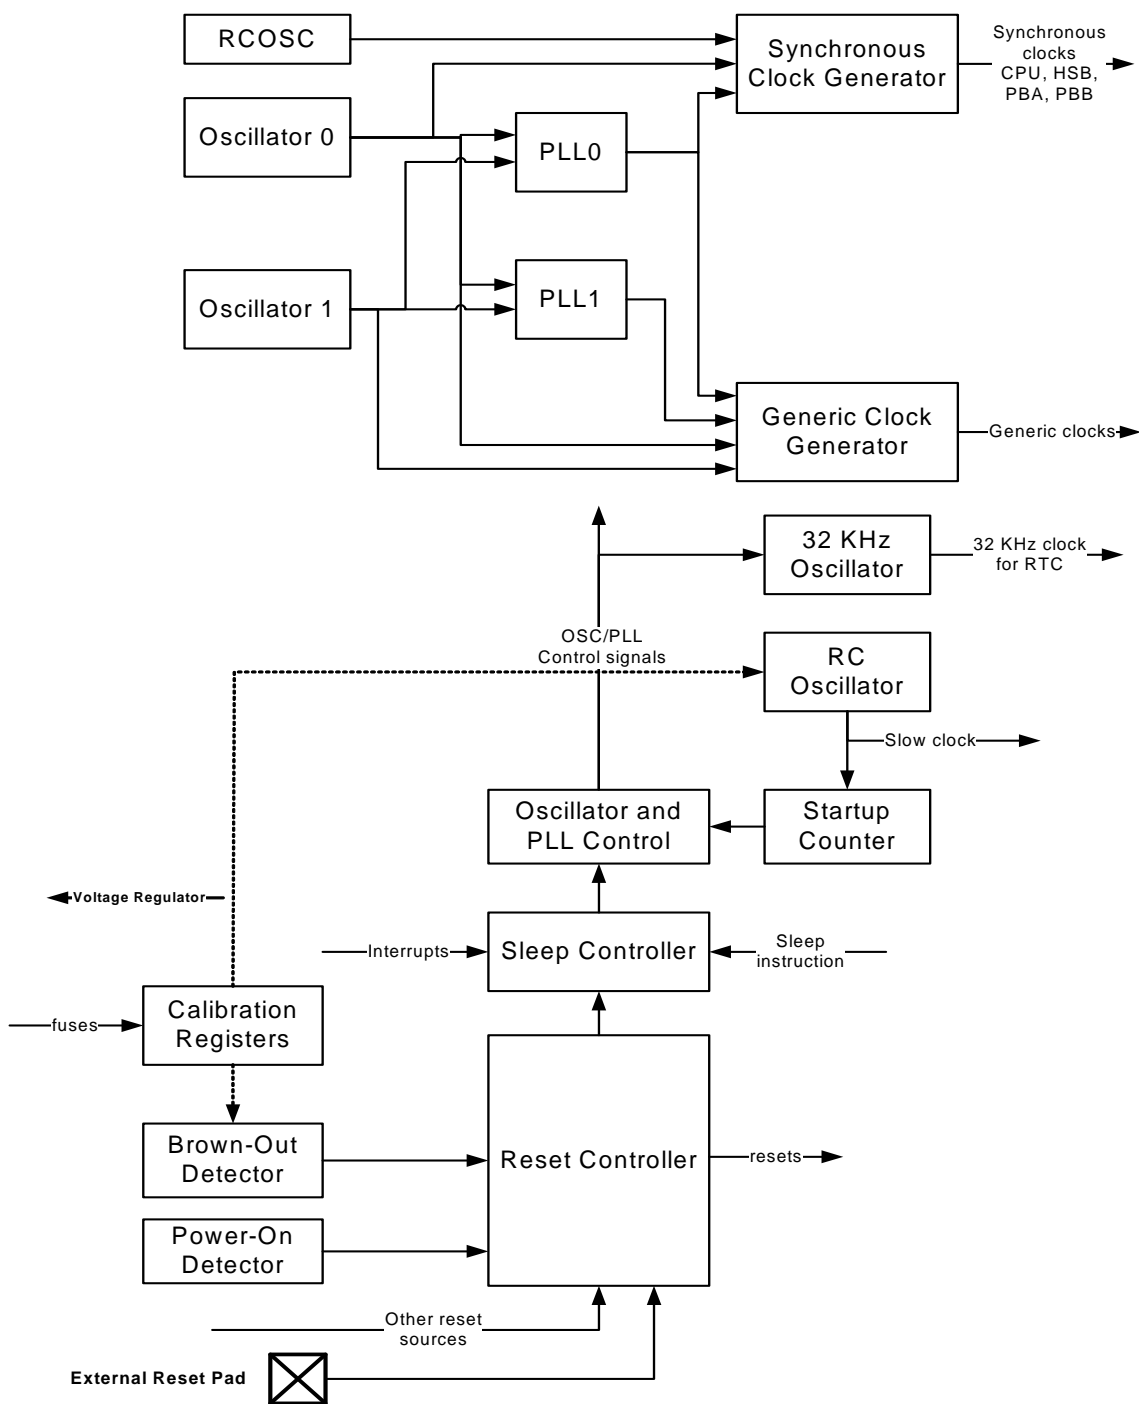 RCOSC
Synchronous
Clock Generator
Synchronous
clocks
CPU, HSB,
PBA, PBB
Oscillator 0
PLL0
Oscillator 1
PLL1
Generic Clock
Generator
Generic clocks
32 KHz
Oscillator
32 KHz clock
for RTC
OSC/PLL
Control signals
RC
Oscillator
Slow clock
Oscillator and
PLL Control
Startup
Counter
Voltage Regulator
Interrupts
Sleep Controller
Sleep
instruction
fuses
Calibration
Registers
Brown-Out
Detector
Reset Controller
resets
Power-On
Detector
Other reset
sources
External Reset Pad